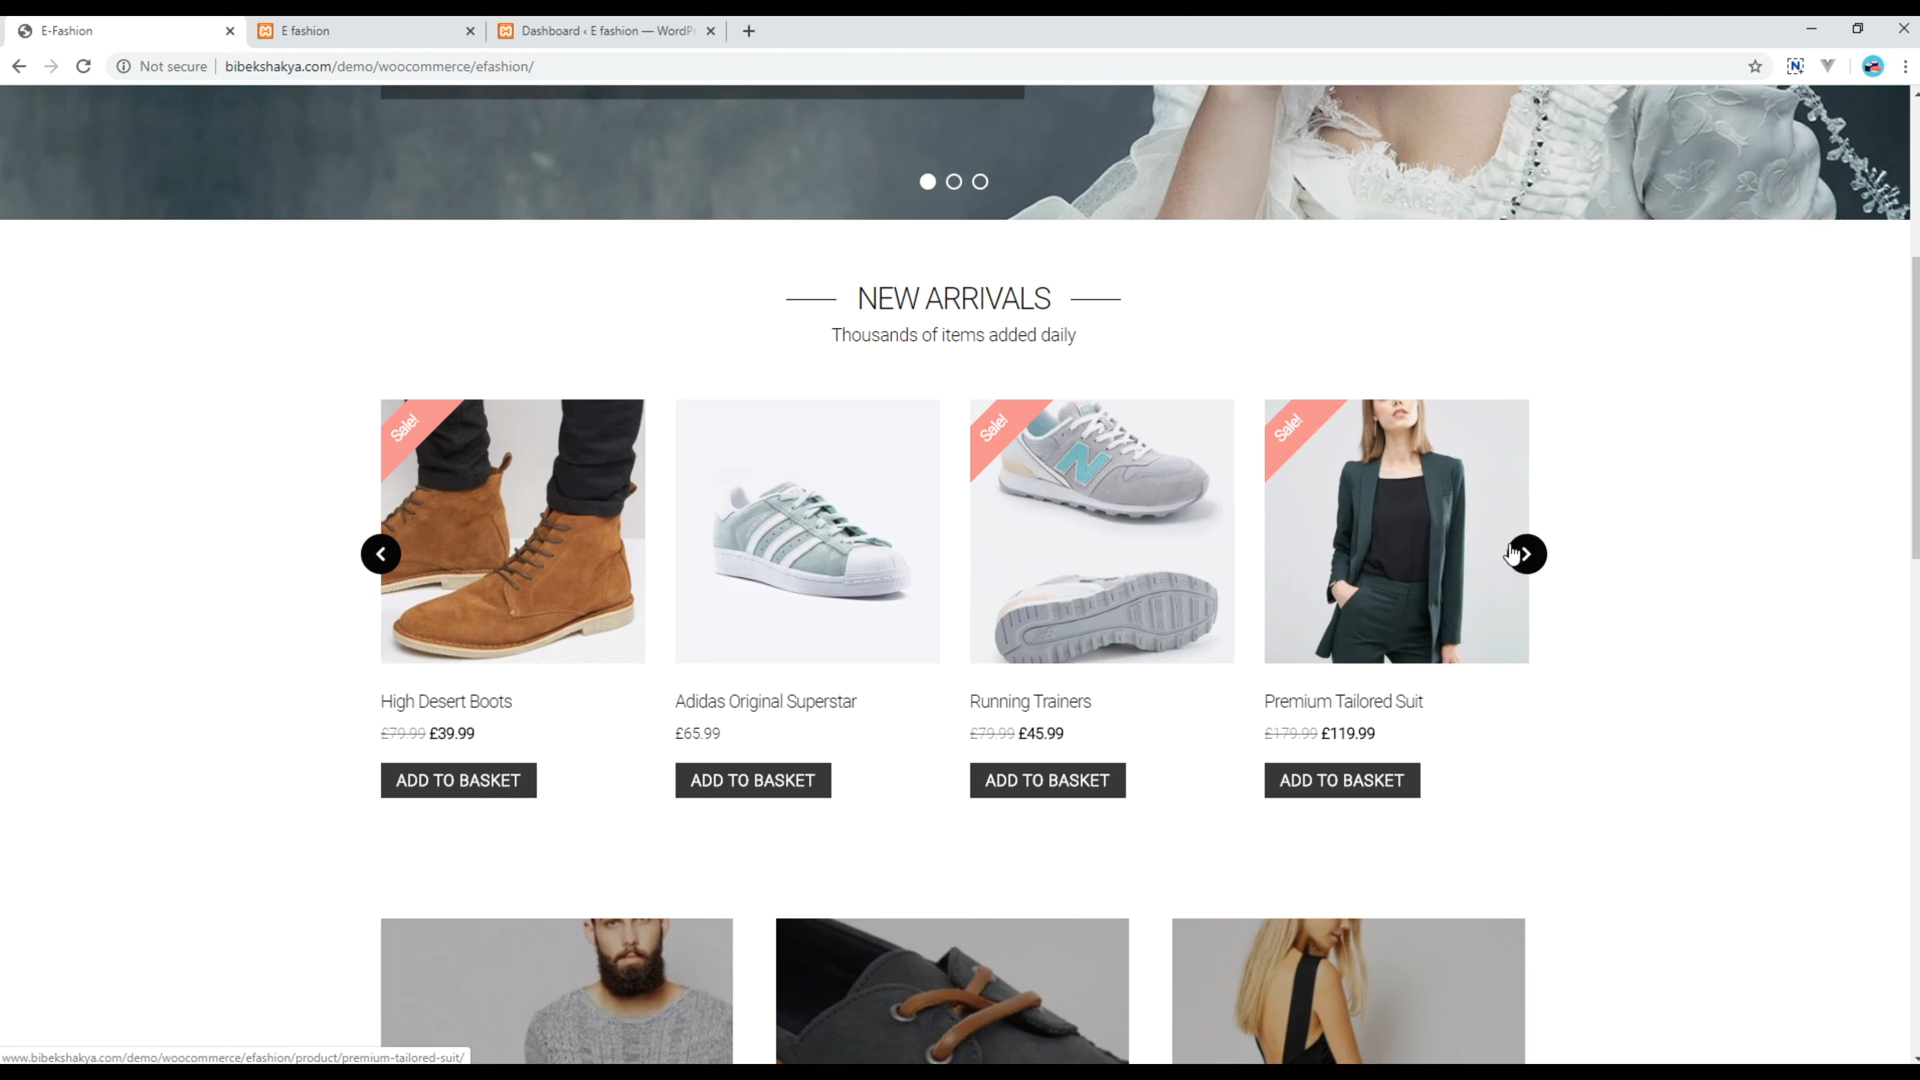 E-Fashion
E fashion
Dashboard ‹ E fashion — WordPr
Not secure
bibekshakya.com/demo/woocommerce/efashion/
NEW ARRIVALS
Thousands of items added daily
Sale!
Sale!
Sale!
N
High Desert Boots
Adidas Original Superstar
Running Trainers
Premium Tailored Suit
£79.99 £39.99
£65.99
£79.99 £45.99
£179.99 £119.99
ADD TO BASKET
ADD TO BASKET
ADD TO BASKET
ADD TO BASKET
www.bibekshakya.com/demo/woocommerce/efashion/product/premium-tailored-suit/